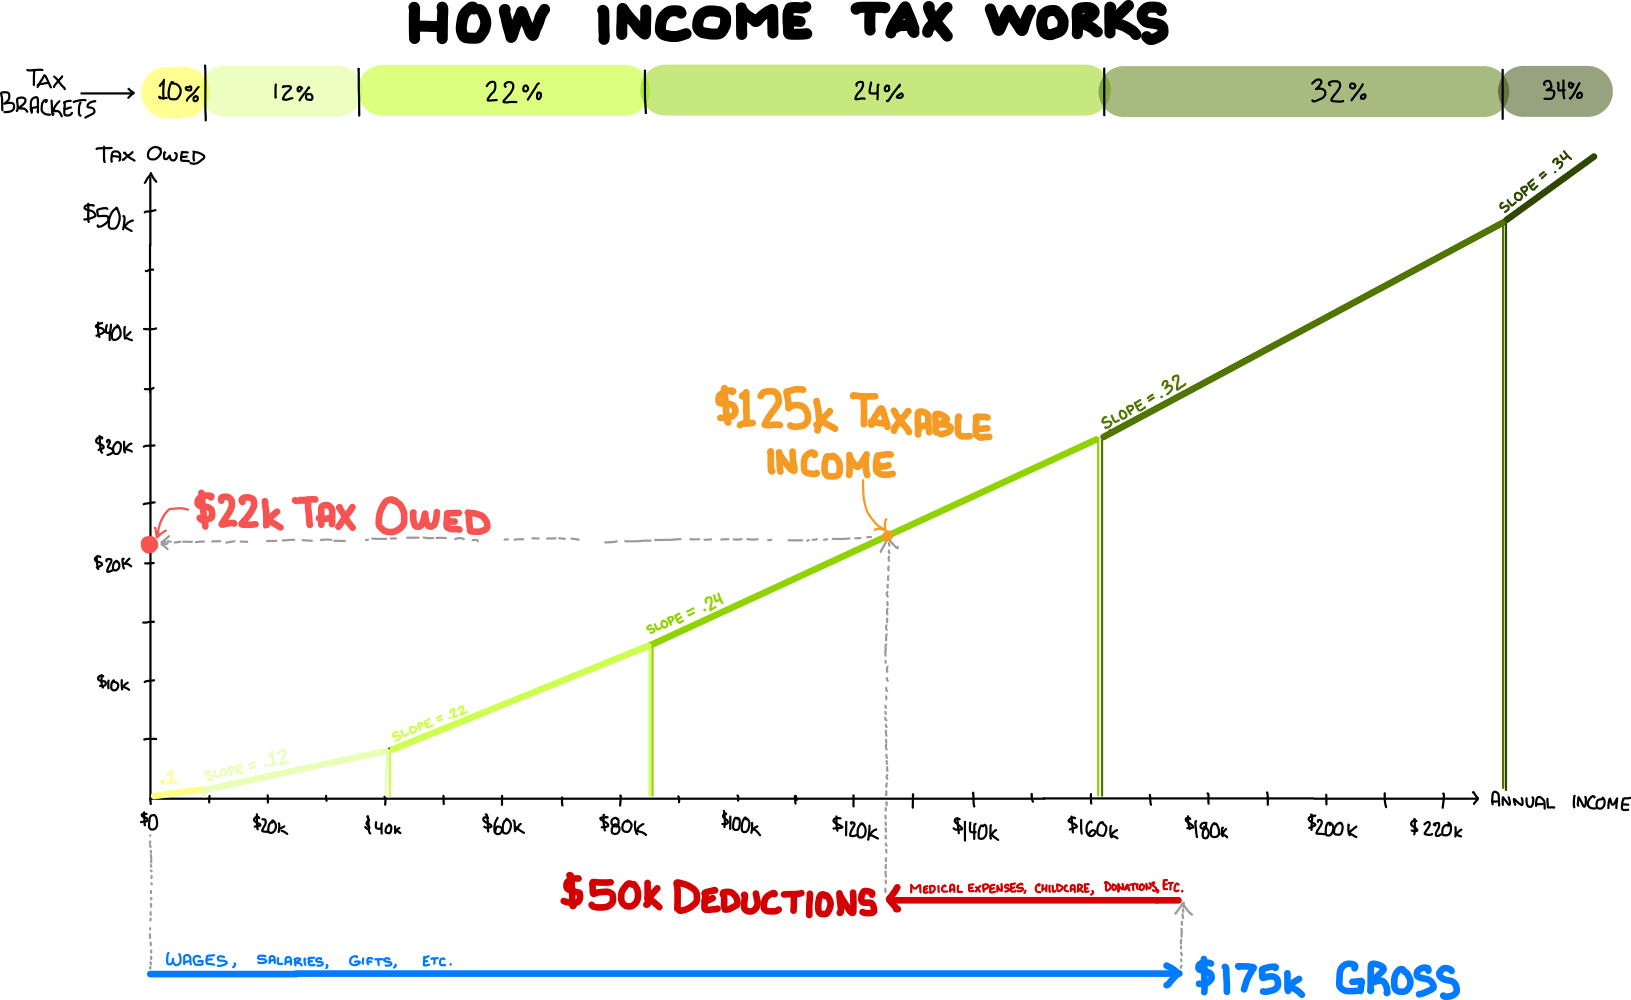 HOW INCOME TAX WORKS
TAX
BRACKETS
10%
12%
22%
24%
32%
34%
TAX OWED
$50K
$40K
$30K
$20K
$10K
SLOPE = .34
SLOPE = .32
$125K TAXABLE
INCOME
$22K TAX OWED
SLOPE = .24
SLOPE = .22
SLOPE = .12
.1
ANNUAL INCOME
$0
$20K
$40K
$60K
$80K
$100K
$120K
$140K
$160K
$180K
$200K
$220K
$50K DEDUCTIONS
MEDICAL EXPENSES, CHILDCARE, DONATIONS, ETC.
WAGES, SALARIES, GIFTS, ETC.
$175K GROSS